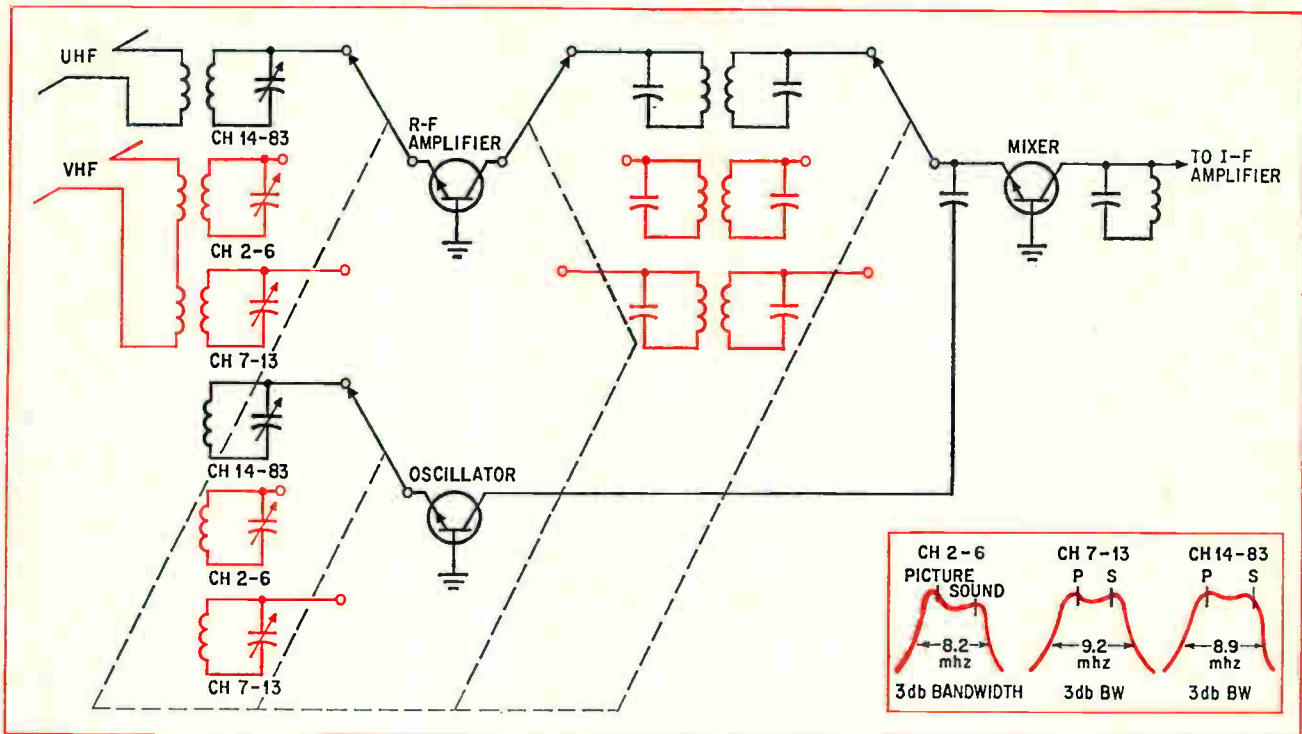 UHF
CH 14-83
VHF
CH 2-6
CH 7-13
R-F
AMPLIFIER
MIXER
TO I-F
AMPLIFIER
CH 14-83
OSCILLATOR
CH 2-6
CH 7-13
CH 2-6
PICTURE
SOUND
8.2
mhz
3db BANDWIDTH
CH 7-13
P S
9.2
mhz
3db BW
CH 14-83
P S
8.9
mhz
3db BW